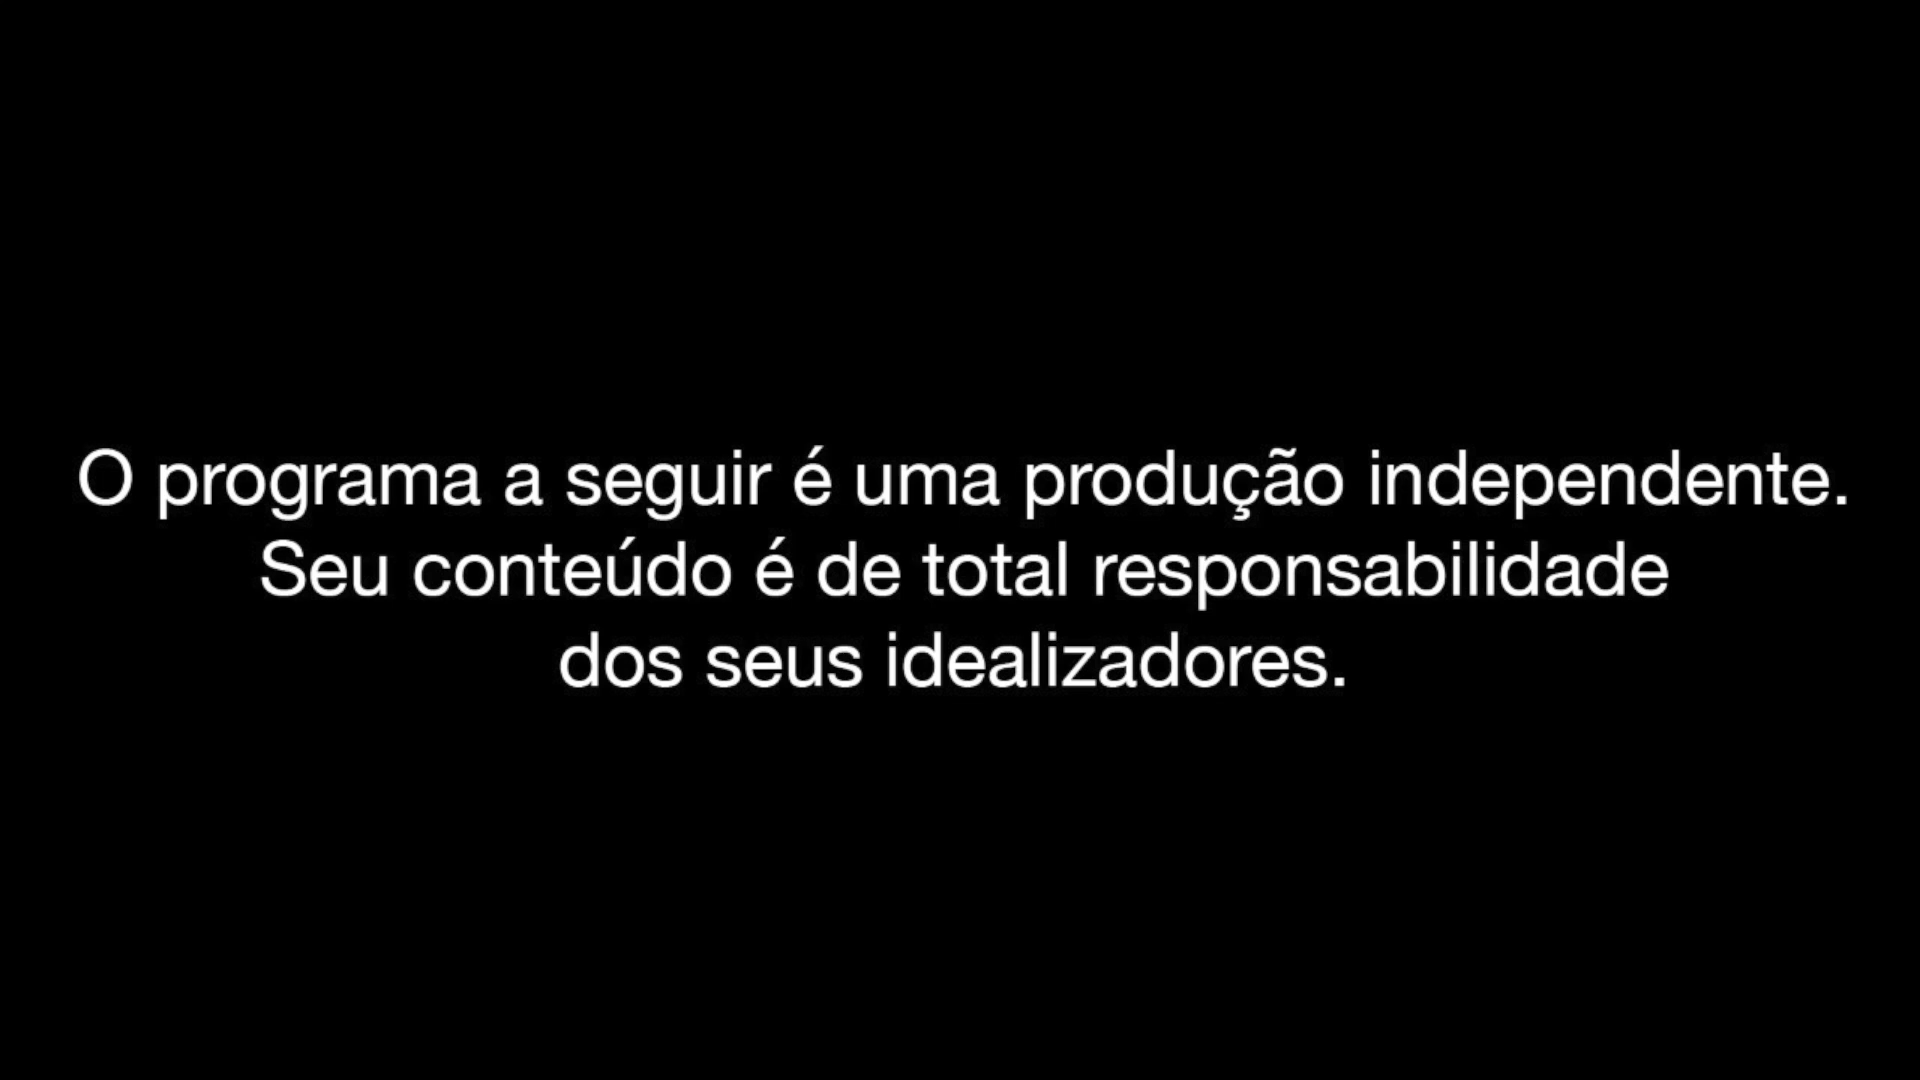 O programa a seguir é uma produção independente.
Seu conteúdo é de total responsabilidade
dos seus idealizadores.